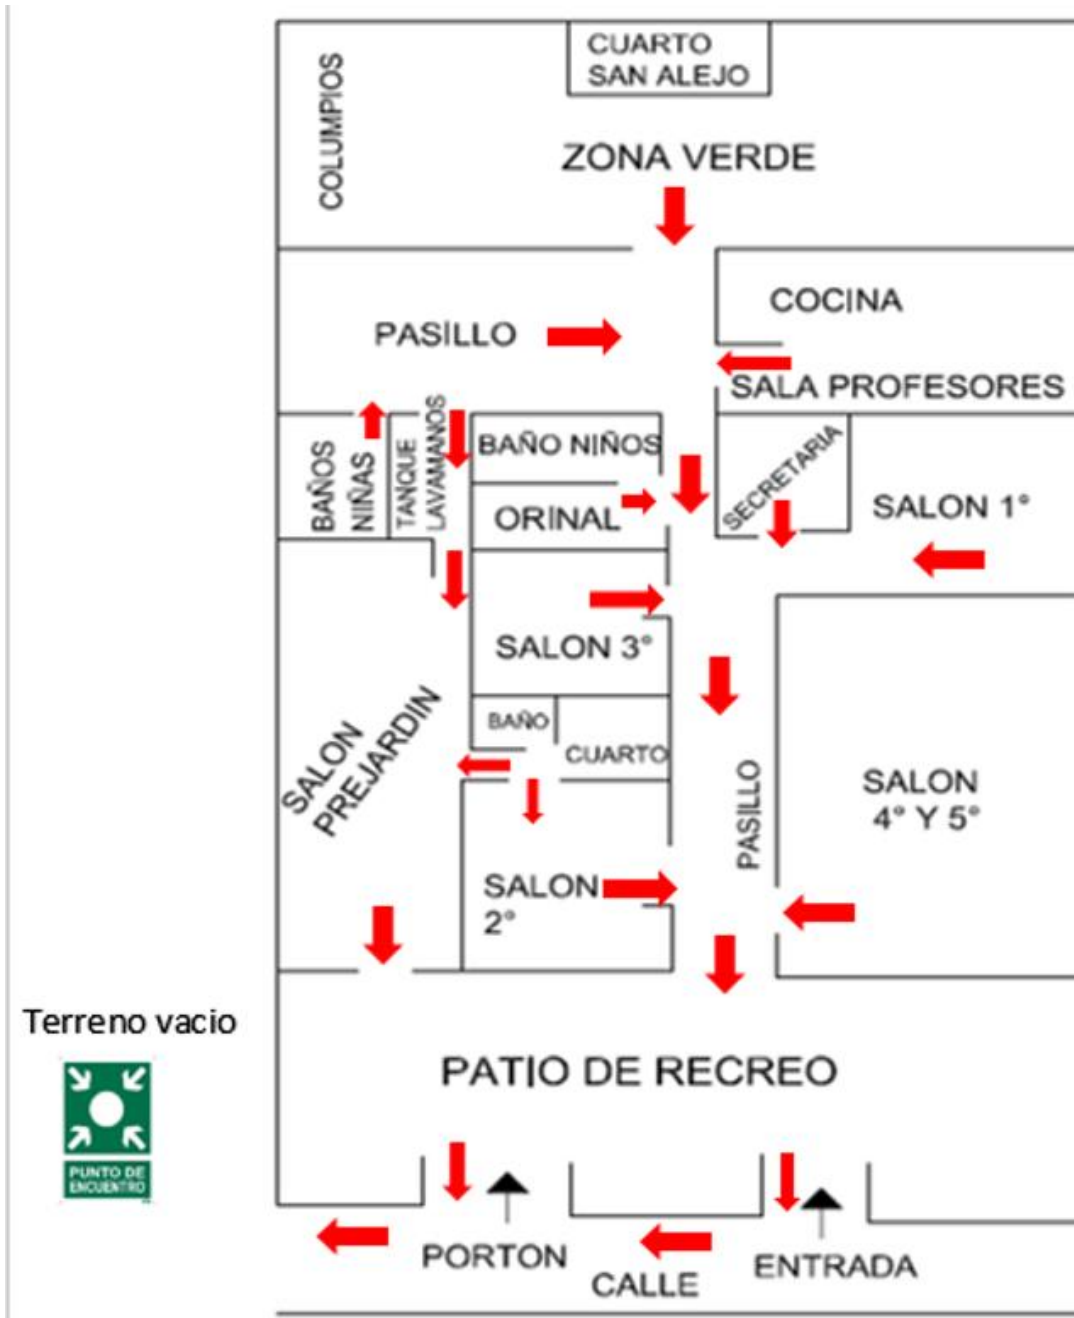 CUARTO
SAN ALEJO
COLUMPIOS
ZONA VERDE
COCINA
PASILLO
SALA PROFESORES
BAÑOS
NIÑAS
TANQUE
LAVAMANOS
BAÑO NIÑOS
SECRETARIA
SALON 1°
ORINAL
SALON 3°
SALON
PREJARDIN
BAÑO
CUARTO
PASILLO
SALON
4° Y 5°
SALON
2°
Terreno vacio
PUNTO DE
ENCUENTRO
PATIO DE RECREO
PORTON
CALLE
ENTRADA